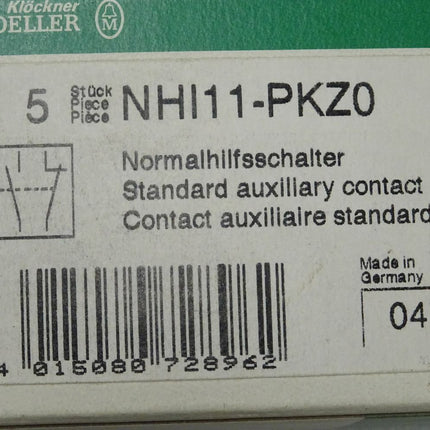 Klöckner
OELLER
5 Stück Piece Pièce NHI11-PKZ0
Normalhilfsschalter
Standard auxiliary contact
Contact auxiliaire standard
Made in
Germany
04
4 015080 728962